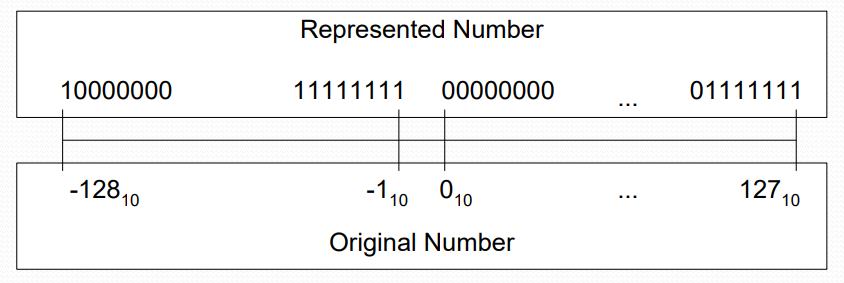 Represented Number
10000000 11111111 00000000 ... 01111111
-128₁₀ -1₁₀ 0₁₀ ... 127₁₀
Original Number